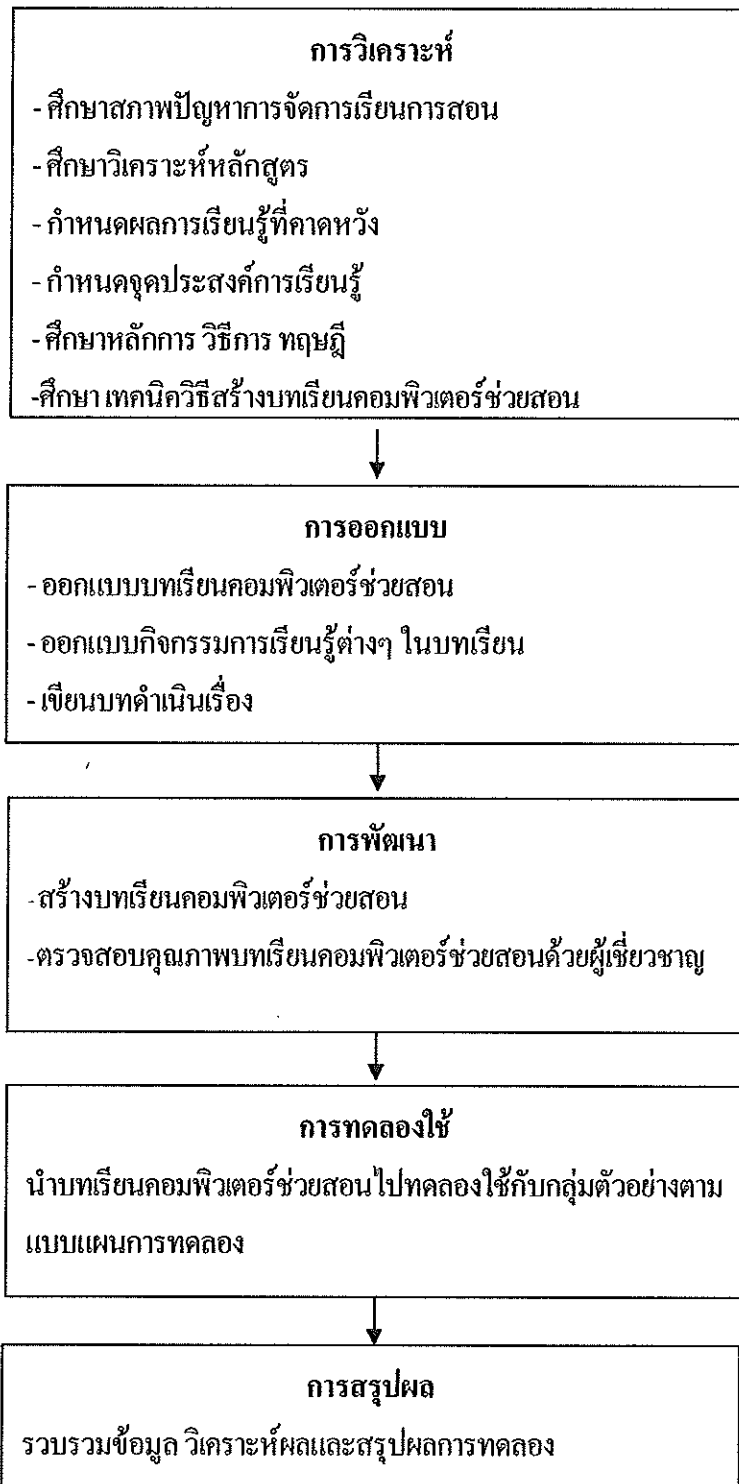 การวิเคราะห์
- ศึกษาสภาพปัญหาการจัดการเรียนการสอน
- ศึกษาวิเคราะห์หลักสูตร
- กำหนดผลการเรียนรู้ที่คาดหวัง
- กำหนดจุดประสงค์การเรียนรู้
- ศึกษาหลักการ วิธีการ ทฤษฎี
-ศึกษา เทคนิควิธีสร้างบทเรียนคอมพิวเตอร์ช่วยสอน
การออกแบบ
- ออกแบบบทเรียนคอมพิวเตอร์ช่วยสอน
- ออกแบบกิจกรรมการเรียนรู้ต่างๆ ในบทเรียน
- เขียนบทดำเนินเรื่อง
การพัฒนา
-สร้างบทเรียนคอมพิวเตอร์ช่วยสอน
-ตรวจสอบคุณภาพบทเรียนคอมพิวเตอร์ช่วยสอนด้วยผู้เชี่ยวชาญ
การทดลองใช้
นำบทเรียนคอมพิวเตอร์ช่วยสอนไปทดลองใช้กับกลุ่มตัวอย่างตาม
แบบแผนการทดลอง
การสรุปผล
รวบรวมข้อมูล วิเคราะห์ผลและสรุปผลการทดลอง